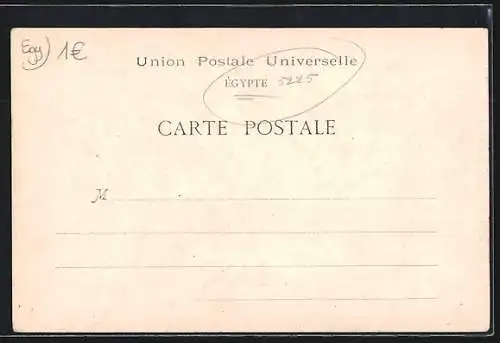 Egy) 1€
Union Postale Universelle
ÉGYPTE 5225
CARTE POSTALE
M